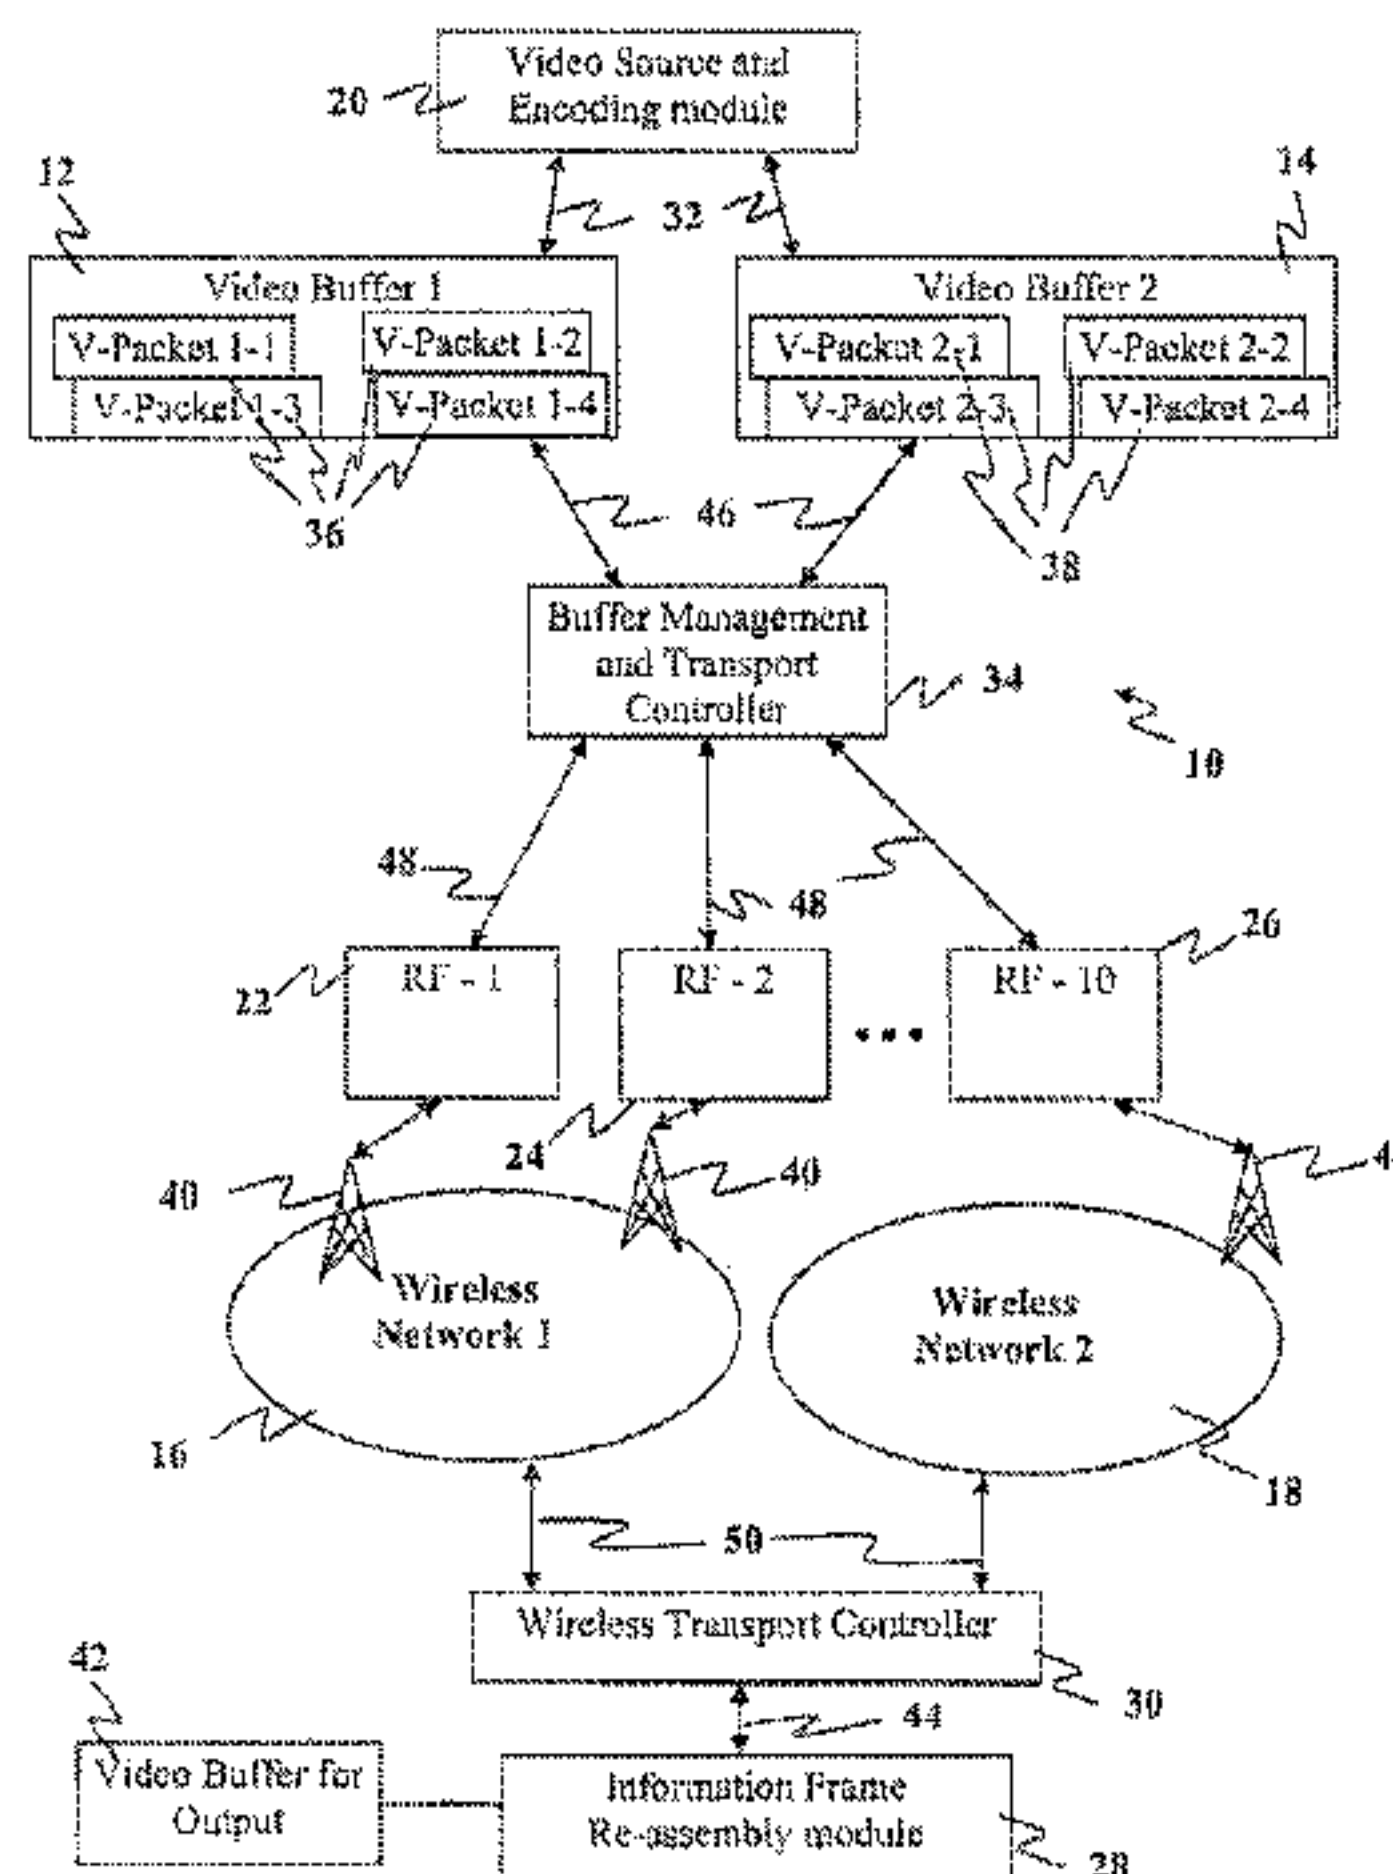 Video Source and
Encoding module
20
12
14
32
Video Buffer 1
Video Buffer 2
V-Packet 1-1
V-Packet 1-2
V-Packet 2-1
V-Packet 2-2
V-Packet 1-3
V-Packet 1-4
V-Packet 2-3
V-Packet 2-4
36
46
38
Buffer Management
and Transport
Controller
34
10
48
48
26
RF - 1
RF - 2
RF - 10
22
...
24
40
40
Wireless
Network 1
Wireless
Network 2
16
18
50
Wireless Transport Controller
42
30
44
Video Buffer for
Output
Information Frame
Re-assembly module
28